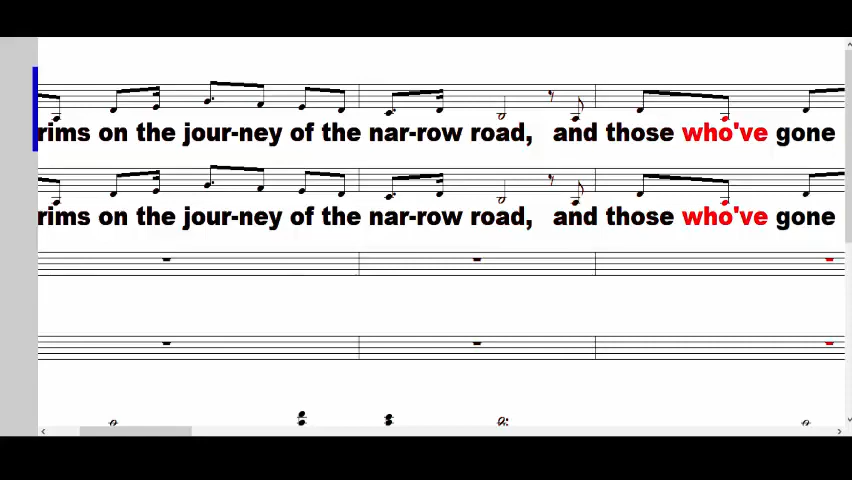 rims on the jour-ney of the nar-row road, and those who've gone
rims on the jour-ney of the nar-row road, and those who've gone